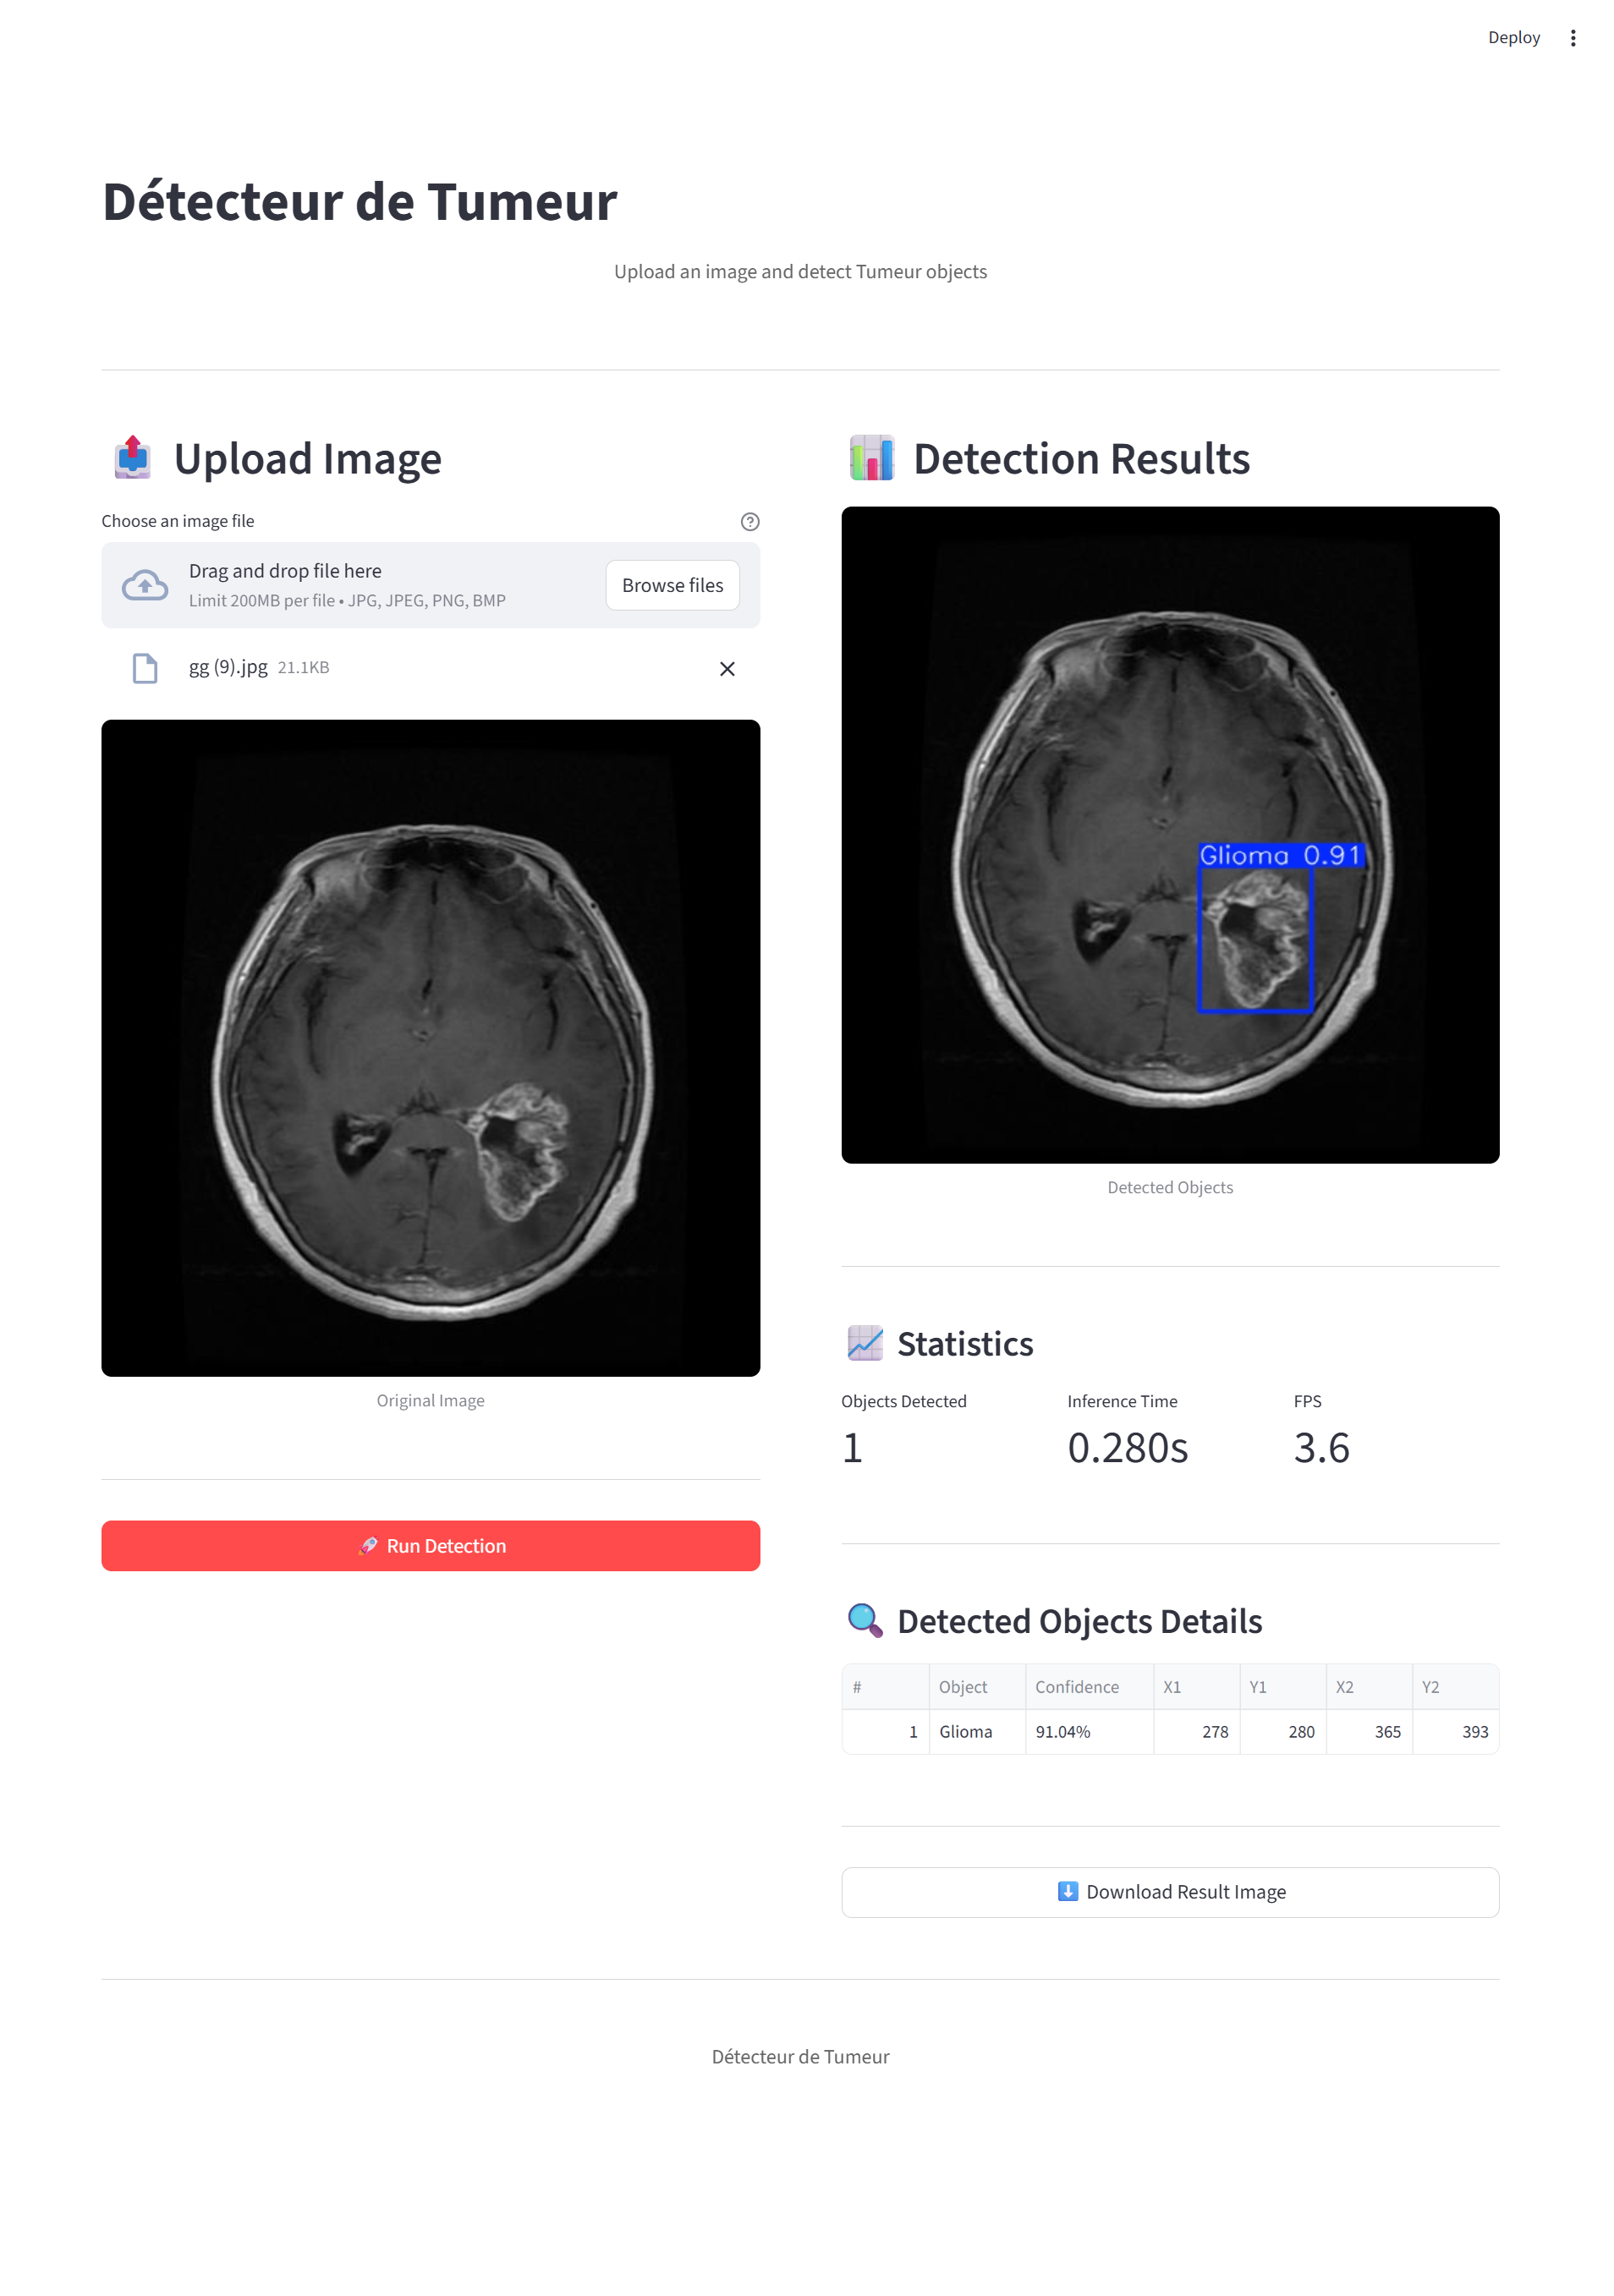 Deploy
Détecteur de Tumeur
Upload an image and detect Tumeur objects
Upload Image
Choose an image file
Drag and drop file here
Limit 200MB per file • JPG, JPEG, PNG, BMP
Browse files
gg (9).jpg 21.1KB
Original Image
Run Detection
Detection Results
Glioma 0.91
Detected Objects
Statistics
Objects Detected Inference Time FPS
1 0.280s 3.6
Detected Objects Details
# Object Confidence X1 Y1 X2 Y2
1 Glioma 91.04% 278 280 365 393
Download Result Image
Détecteur de Tumeur